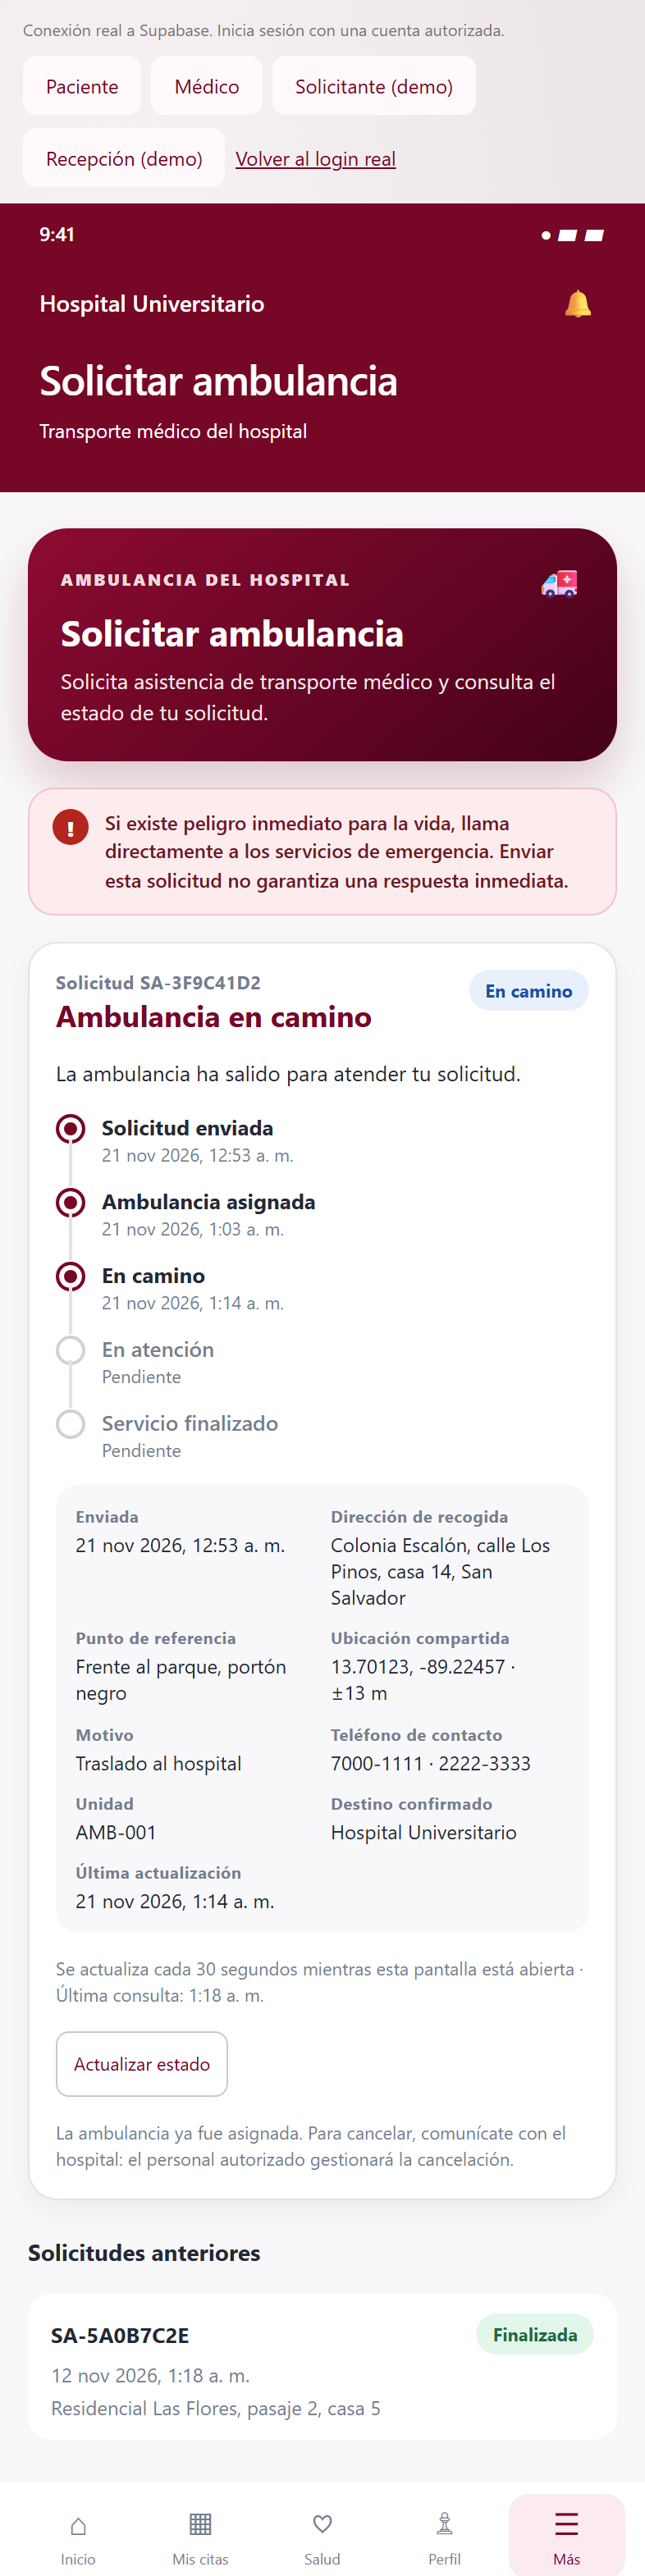 Conexión real a Supabase. Inicia sesión con una cuenta autorizada.
Paciente
Médico
Solicitante (demo)
Recepción (demo)
Volver al login real
9:41
Hospital Universitario
Solicitar ambulancia
Transporte médico del hospital
AMBULANCIA DEL HOSPITAL
Solicitar ambulancia
Solicita asistencia de transporte médico y consulta el
estado de tu solicitud.
!
Si existe peligro inmediato para la vida, llama
directamente a los servicios de emergencia. Enviar
esta solicitud no garantiza una respuesta inmediata.
Solicitud SA-3F9C41D2
En camino
Ambulancia en camino
La ambulancia ha salido para atender tu solicitud.
Solicitud enviada
21 nov 2026, 12:53 a. m.
Ambulancia asignada
21 nov 2026, 1:03 a. m.
En camino
21 nov 2026, 1:14 a. m.
En atención
Pendiente
Servicio finalizado
Pendiente
Enviada
21 nov 2026, 12:53 a. m.
Dirección de recogida
Colonia Escalón, calle Los
Pinos, casa 14, San
Salvador
Punto de referencia
Frente al parque, portón
negro
Ubicación compartida
13.70123, -89.22457 ·
±13 m
Motivo
Traslado al hospital
Teléfono de contacto
7000-1111 · 2222-3333
Unidad
AMB-001
Destino confirmado
Hospital Universitario
Última actualización
21 nov 2026, 1:14 a. m.
Se actualiza cada 30 segundos mientras esta pantalla está abierta ·
Última consulta: 1:18 a. m.
Actualizar estado
La ambulancia ya fue asignada. Para cancelar, comunícate con el
hospital: el personal autorizado gestionará la cancelación.
Solicitudes anteriores
SA-5A0B7C2E
Finalizada
12 nov 2026, 1:18 a. m.
Residencial Las Flores, pasaje 2, casa 5
Inicio
Mis citas
Salud
Perfil
Más